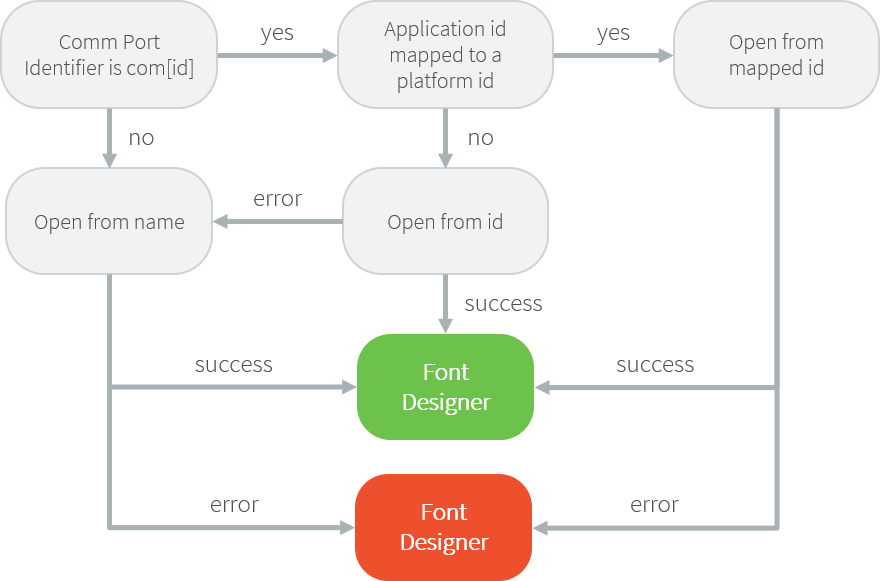 Comm Port
Identifier is com[id]
yes
Application id
mapped to a
platform id
yes
Open from
mapped id
no
no
Open from name
error
Open from id
success
success
Font
Designer
success
error
Font
Designer
error